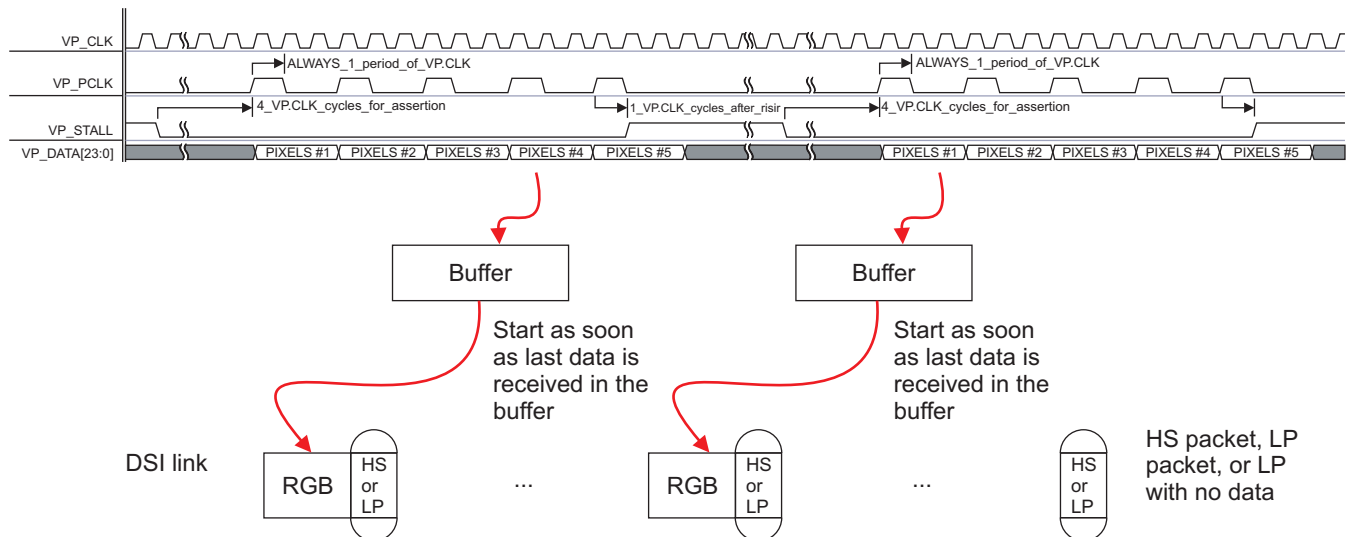 VP_CLK
ALWAYS_1_period_of_VP.CLK
ALWAYS_1_period_of_VP.CLK
VP_PCLK
4_VP.CLK_cycles_for_assertion
1_VP.CLK_cycles_after_risir
4_VP.CLK_cycles_for_assertion
VP_STALL
VP_DATA[23:0]
PIXELS #1
PIXELS #2
PIXELS #3
PIXELS #4
PIXELS #5
PIXELS #1
PIXELS #2
PIXELS #3
PIXELS #4
PIXELS #5
Buffer
Buffer
Start as soon
as last data is
received in the
buffer
Start as soon
as last data is
received in the
buffer
DSI link
RGB
HS
or
LP
...
RGB
HS
or
LP
...
HS
or
LP
HS packet, LP
packet, or LP
with no data